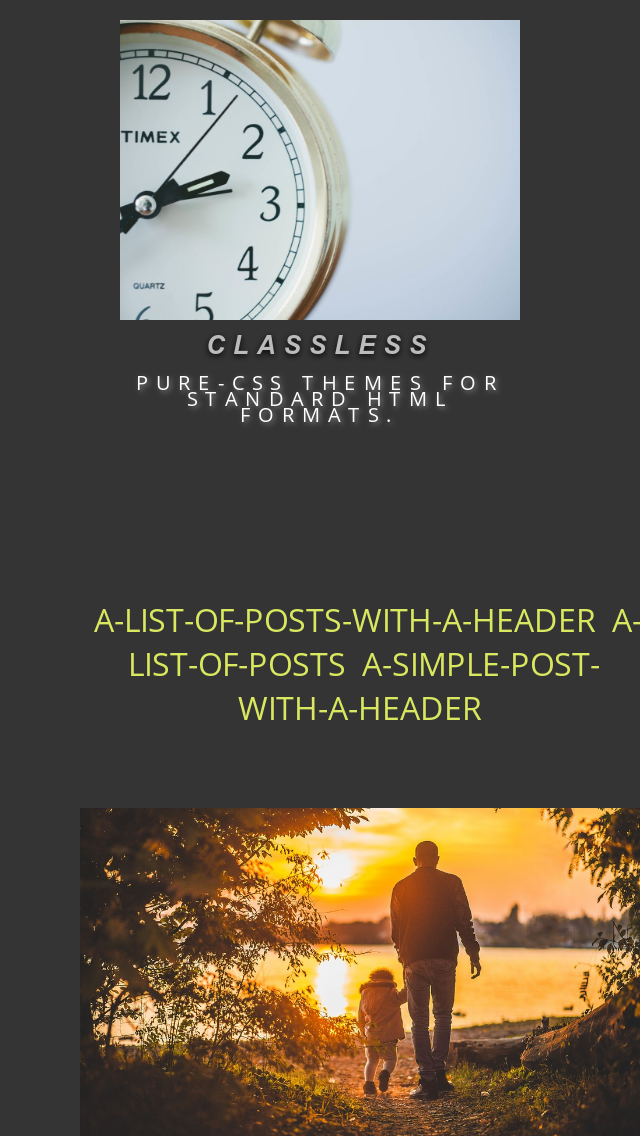 12
1
TIMEX
2
3
4
QUARTZ
5
6
CLASSLESS
PURE-CSS THEMES FOR
STANDARD HTML
FORMATS.
A-LIST-OF-POSTS-WITH-A-HEADER A-
LIST-OF-POSTS A-SIMPLE-POST-
WITH-A-HEADER